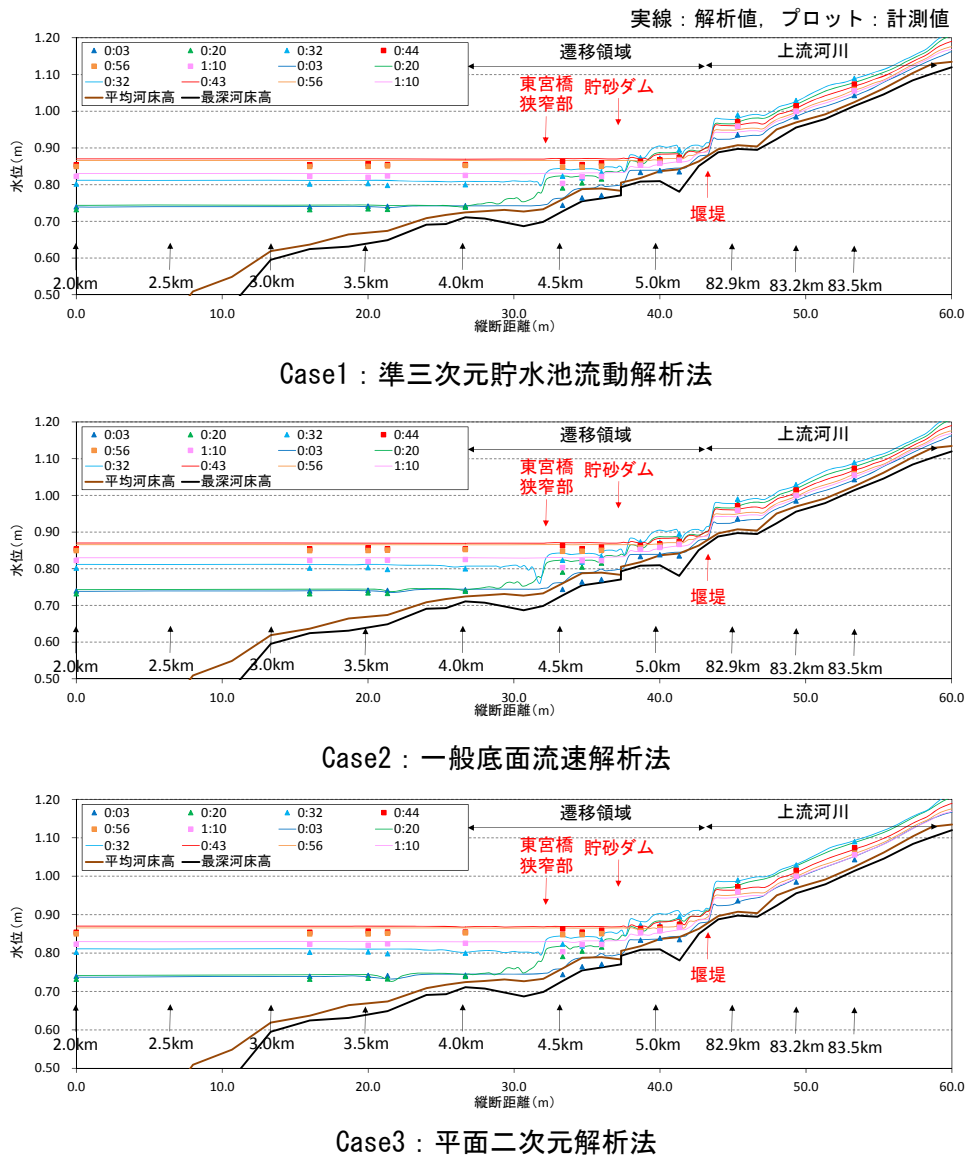 実線：解析値, プロット：計測値
1.20
1.10
1.00
0.90
0.80
0.70
0.60
0.50
水位(m)
0:03 0:20 0:32 0:44
0:56 1:10 0:03 0:20
0:32 0:43 0:56 1:10
平均河床高 最深河床高
遷移領域
上流河川
東宮橋
狭窄部
貯砂ダム
堰堤
2.0km 2.5km 3.0km 3.5km 4.0km 4.5km 5.0km 82.9km 83.2km 83.5km
0.0 10.0 20.0 30.0 40.0 50.0 60.0
縦断距離(m)
Case1：準三次元貯水池流動解析法
1.20
1.10
1.00
0.90
0.80
0.70
0.60
0.50
水位(m)
0:03 0:20 0:32 0:44
0:56 1:10 0:03 0:20
0:32 0:43 0:56 1:10
平均河床高 最深河床高
遷移領域
上流河川
東宮橋
狭窄部
貯砂ダム
堰堤
2.0km 2.5km 3.0km 3.5km 4.0km 4.5km 5.0km 82.9km 83.2km 83.5km
0.0 10.0 20.0 30.0 40.0 50.0 60.0
縦断距離(m)
Case2：一般底面流速解析法
1.20
1.10
1.00
0.90
0.80
0.70
0.60
0.50
水位(m)
0:03 0:20 0:32 0:44
0:56 1:10 0:03 0:20
0:32 0:43 0:56 1:10
平均河床高 最深河床高
遷移領域
上流河川
東宮橋
狭窄部
貯砂ダム
堰堤
2.0km 2.5km 3.0km 3.5km 4.0km 4.5km 5.0km 82.9km 83.2km 83.5km
0.0 10.0 20.0 30.0 40.0 50.0 60.0
縦断距離(m)
Case3：平面二次元解析法